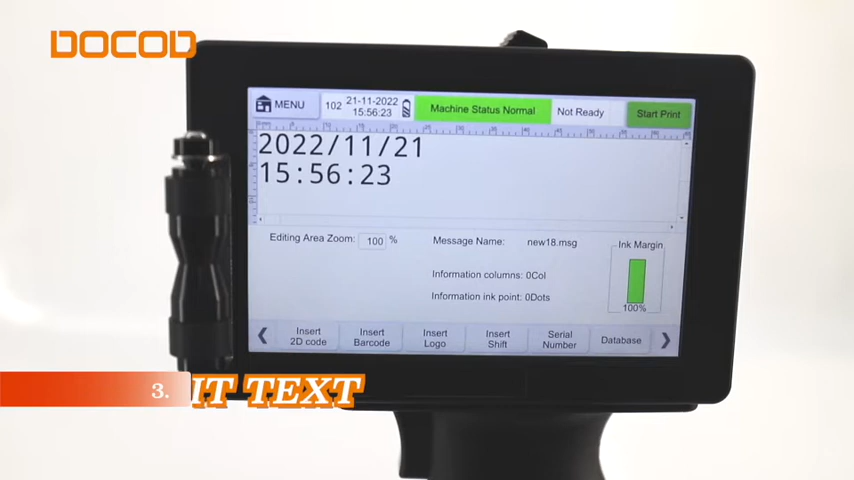 DOCOD
MENU
102
21-11-2022
15:56:23
Machine Status Normal
Not Ready
Start Print
2022/11/21
15:56:23
Editing Area Zoom: 100 %
Message Name: new18.msg
Information columns: 0Col
Information ink point: 0Dots
Ink Margin
100%
Insert 2D code
Insert Barcode
Insert Logo
Insert Shift
Serial Number
Database
3. IT TEXT